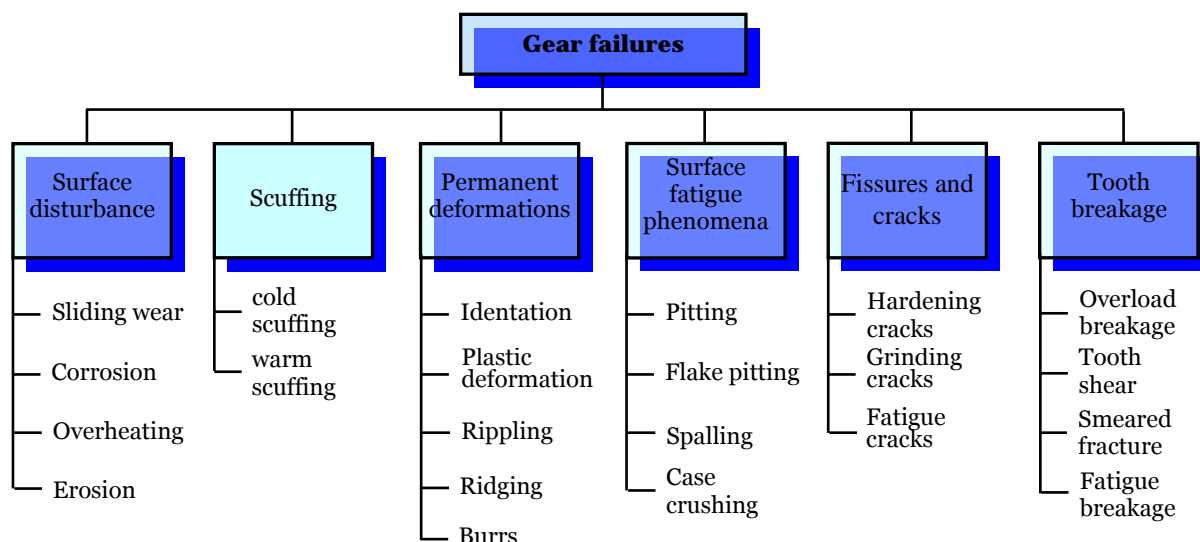 Gear failures
Surface
disturbance
Scuffing
Permanent
deformations
Surface
fatigue
phenomena
Fissures and
cracks
Tooth
breakage
Sliding wear
Corrosion
Overheating
Erosion
cold
scuffing
warm
scuffing
Identation
Plastic
deformation
Rippling
Ridging
Burrs
Pitting
Flake pitting
Spalling
Case
crushing
Hardening
cracks
Grinding
cracks
Fatigue
cracks
Overload
breakage
Tooth
shear
Smeared
fracture
Fatigue
breakage